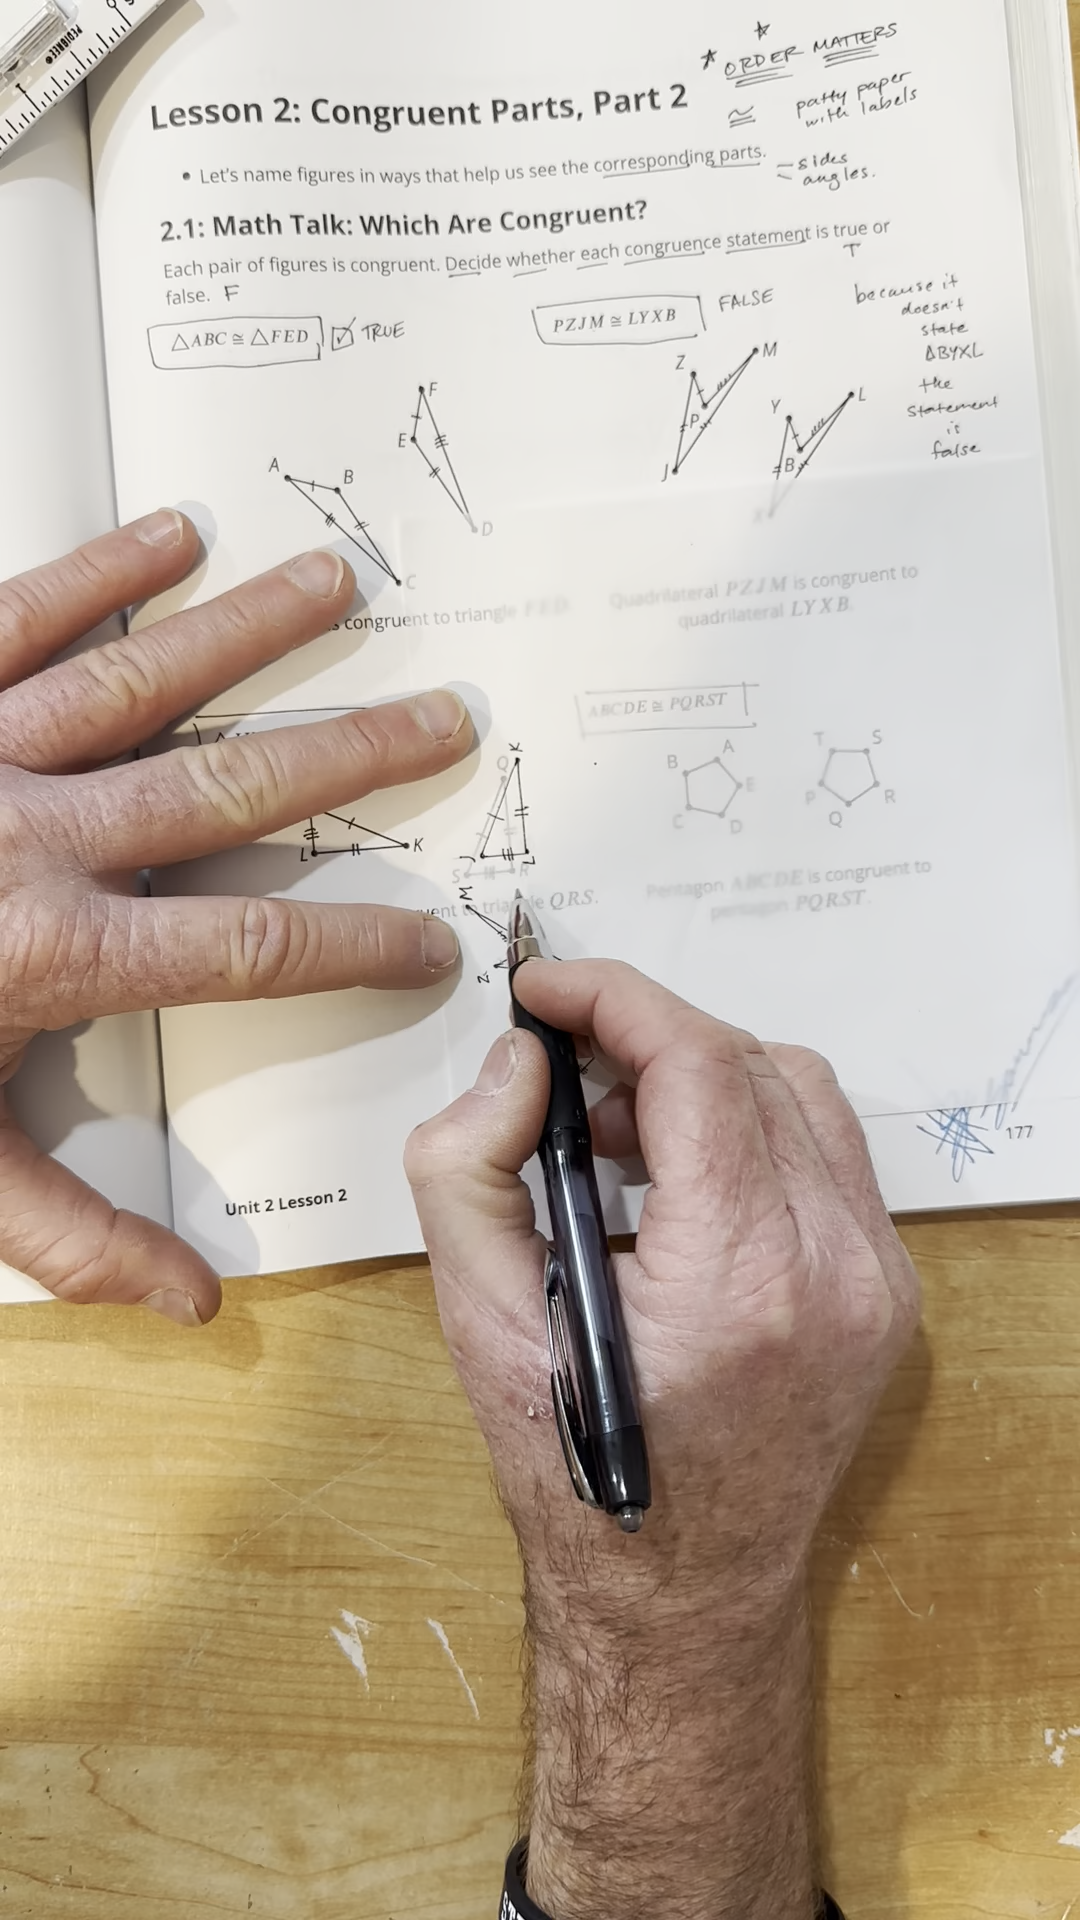 PEDIGREE
★ ★ ORDER MATTERS
Lesson 2: Congruent Parts, Part 2
≅ patty paper
with labels
• Let's name figures in ways that help us see the corresponding parts.
- sides
- angles.
2.1: Math Talk: Which Are Congruent?
Each pair of figures is congruent. Decide whether each congruence statement is true or
T
false. F
△ABC ≅ △FED ☑ TRUE
PZJM ≅ LYXB FALSE
because it
doesn't
state
ΔBYXL
the
statement
is
false
F
E
D
A
B
C
Z
M
P
J
Y
L
B
X
congruent to triangle FED.
Quadrilateral PZJM is congruent to
quadrilateral LYXB.
ABCDE ≅ PQRST
L
K
Q
K
J
L
S
R
B
A
E
C
D
T
S
P
R
Q
triangle QRS.
Pentagon ABCDE is congruent to
pentagon PQRST.
M
Z
Unit 2 Lesson 2
177